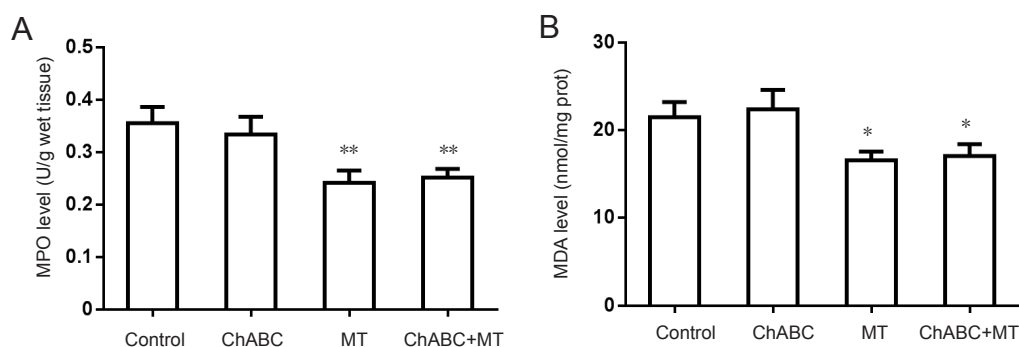 A
MPO level (U/g wet tissue)
0.5
0.4
0.3
0.2
0.1
0
**
**
Control
ChABC
MT
ChABC+MT
B
MDA level (nmol/mg prot)
30
20
10
0
*
*
Control
ChABC
MT
ChABC+MT